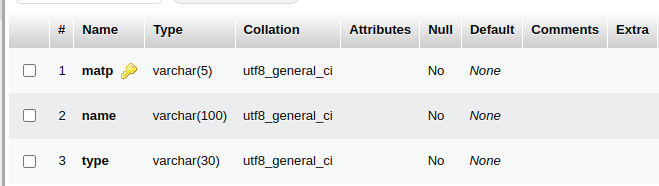 # Name Type Collation Attributes Null Default Comments Extra
1 matp varchar(5) utf8_general_ci No None
2 name varchar(100) utf8_general_ci No None
3 type varchar(30) utf8_general_ci No None